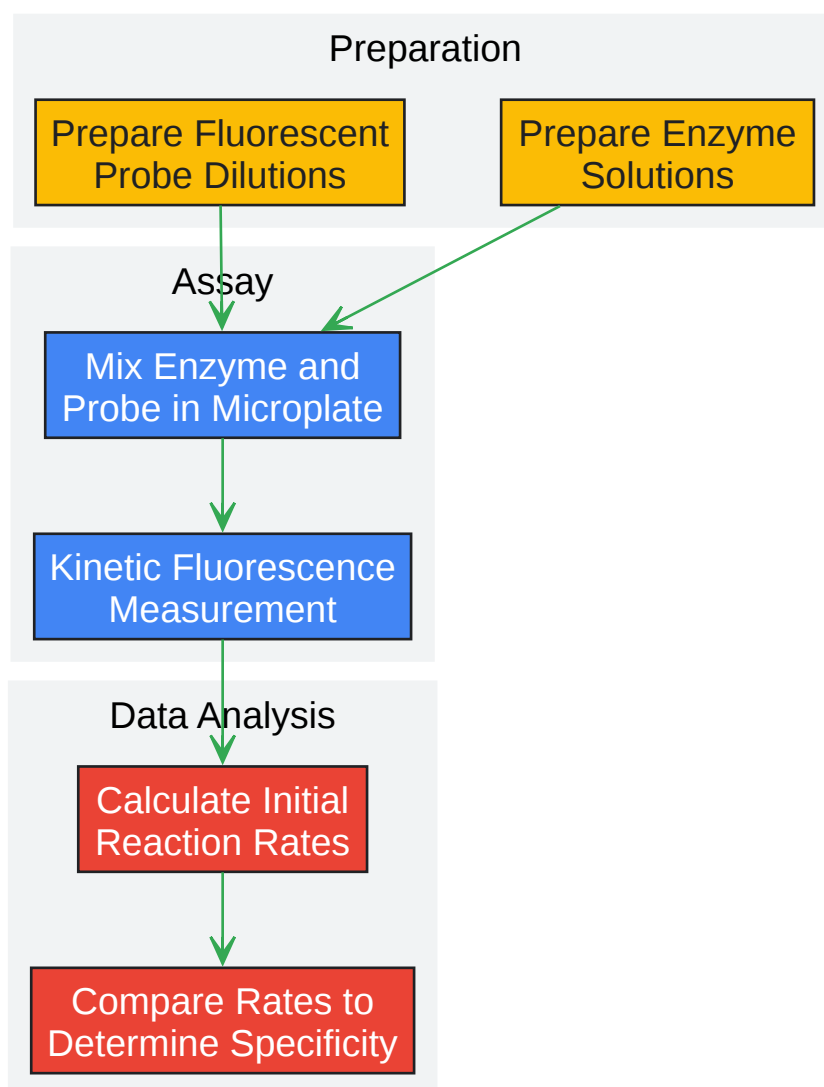 Preparation
Prepare Fluorescent
Probe Dilutions
Prepare Enzyme
Solutions
Assay
Mix Enzyme and
Probe in Microplate
Kinetic Fluorescence
Measurement
Data Analysis
Calculate Initial
Reaction Rates
Compare Rates to
Determine Specificity